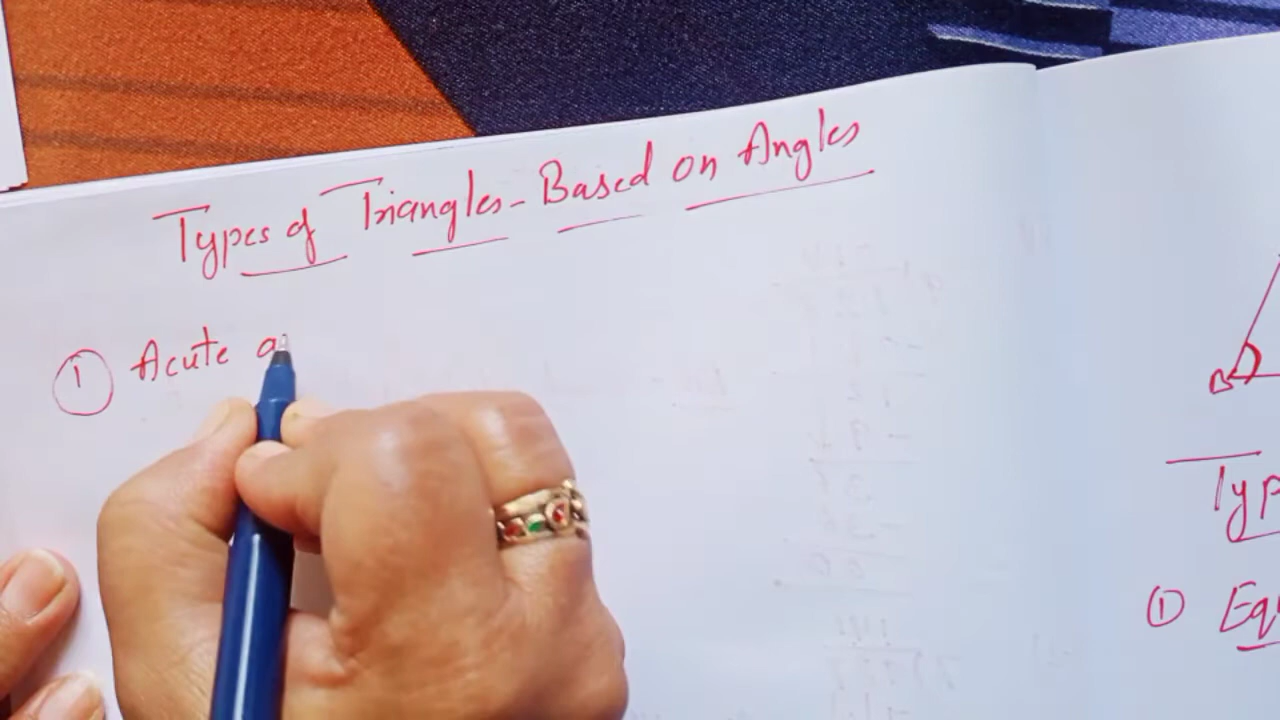 Types of Triangles - Based on Angles
① Acute a
B
Typ
① Equ